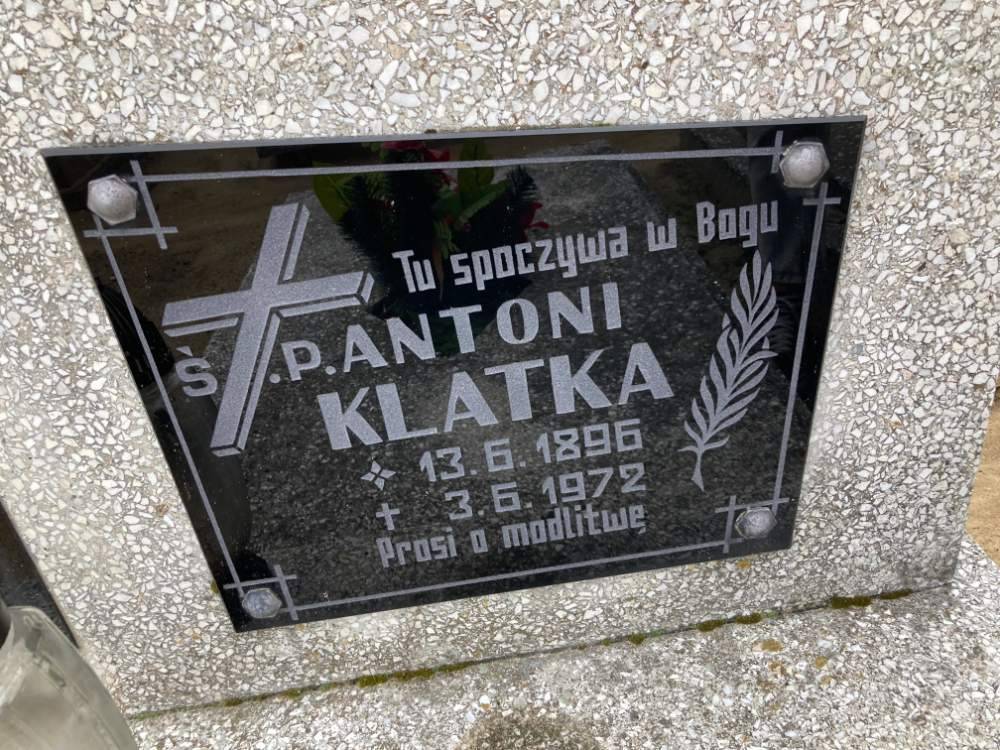 Tu spoczywa w Bogu
Ś.P. ANTONI
KLATKA
13.6.1896
3.6.1972
Prosi o modlitwę